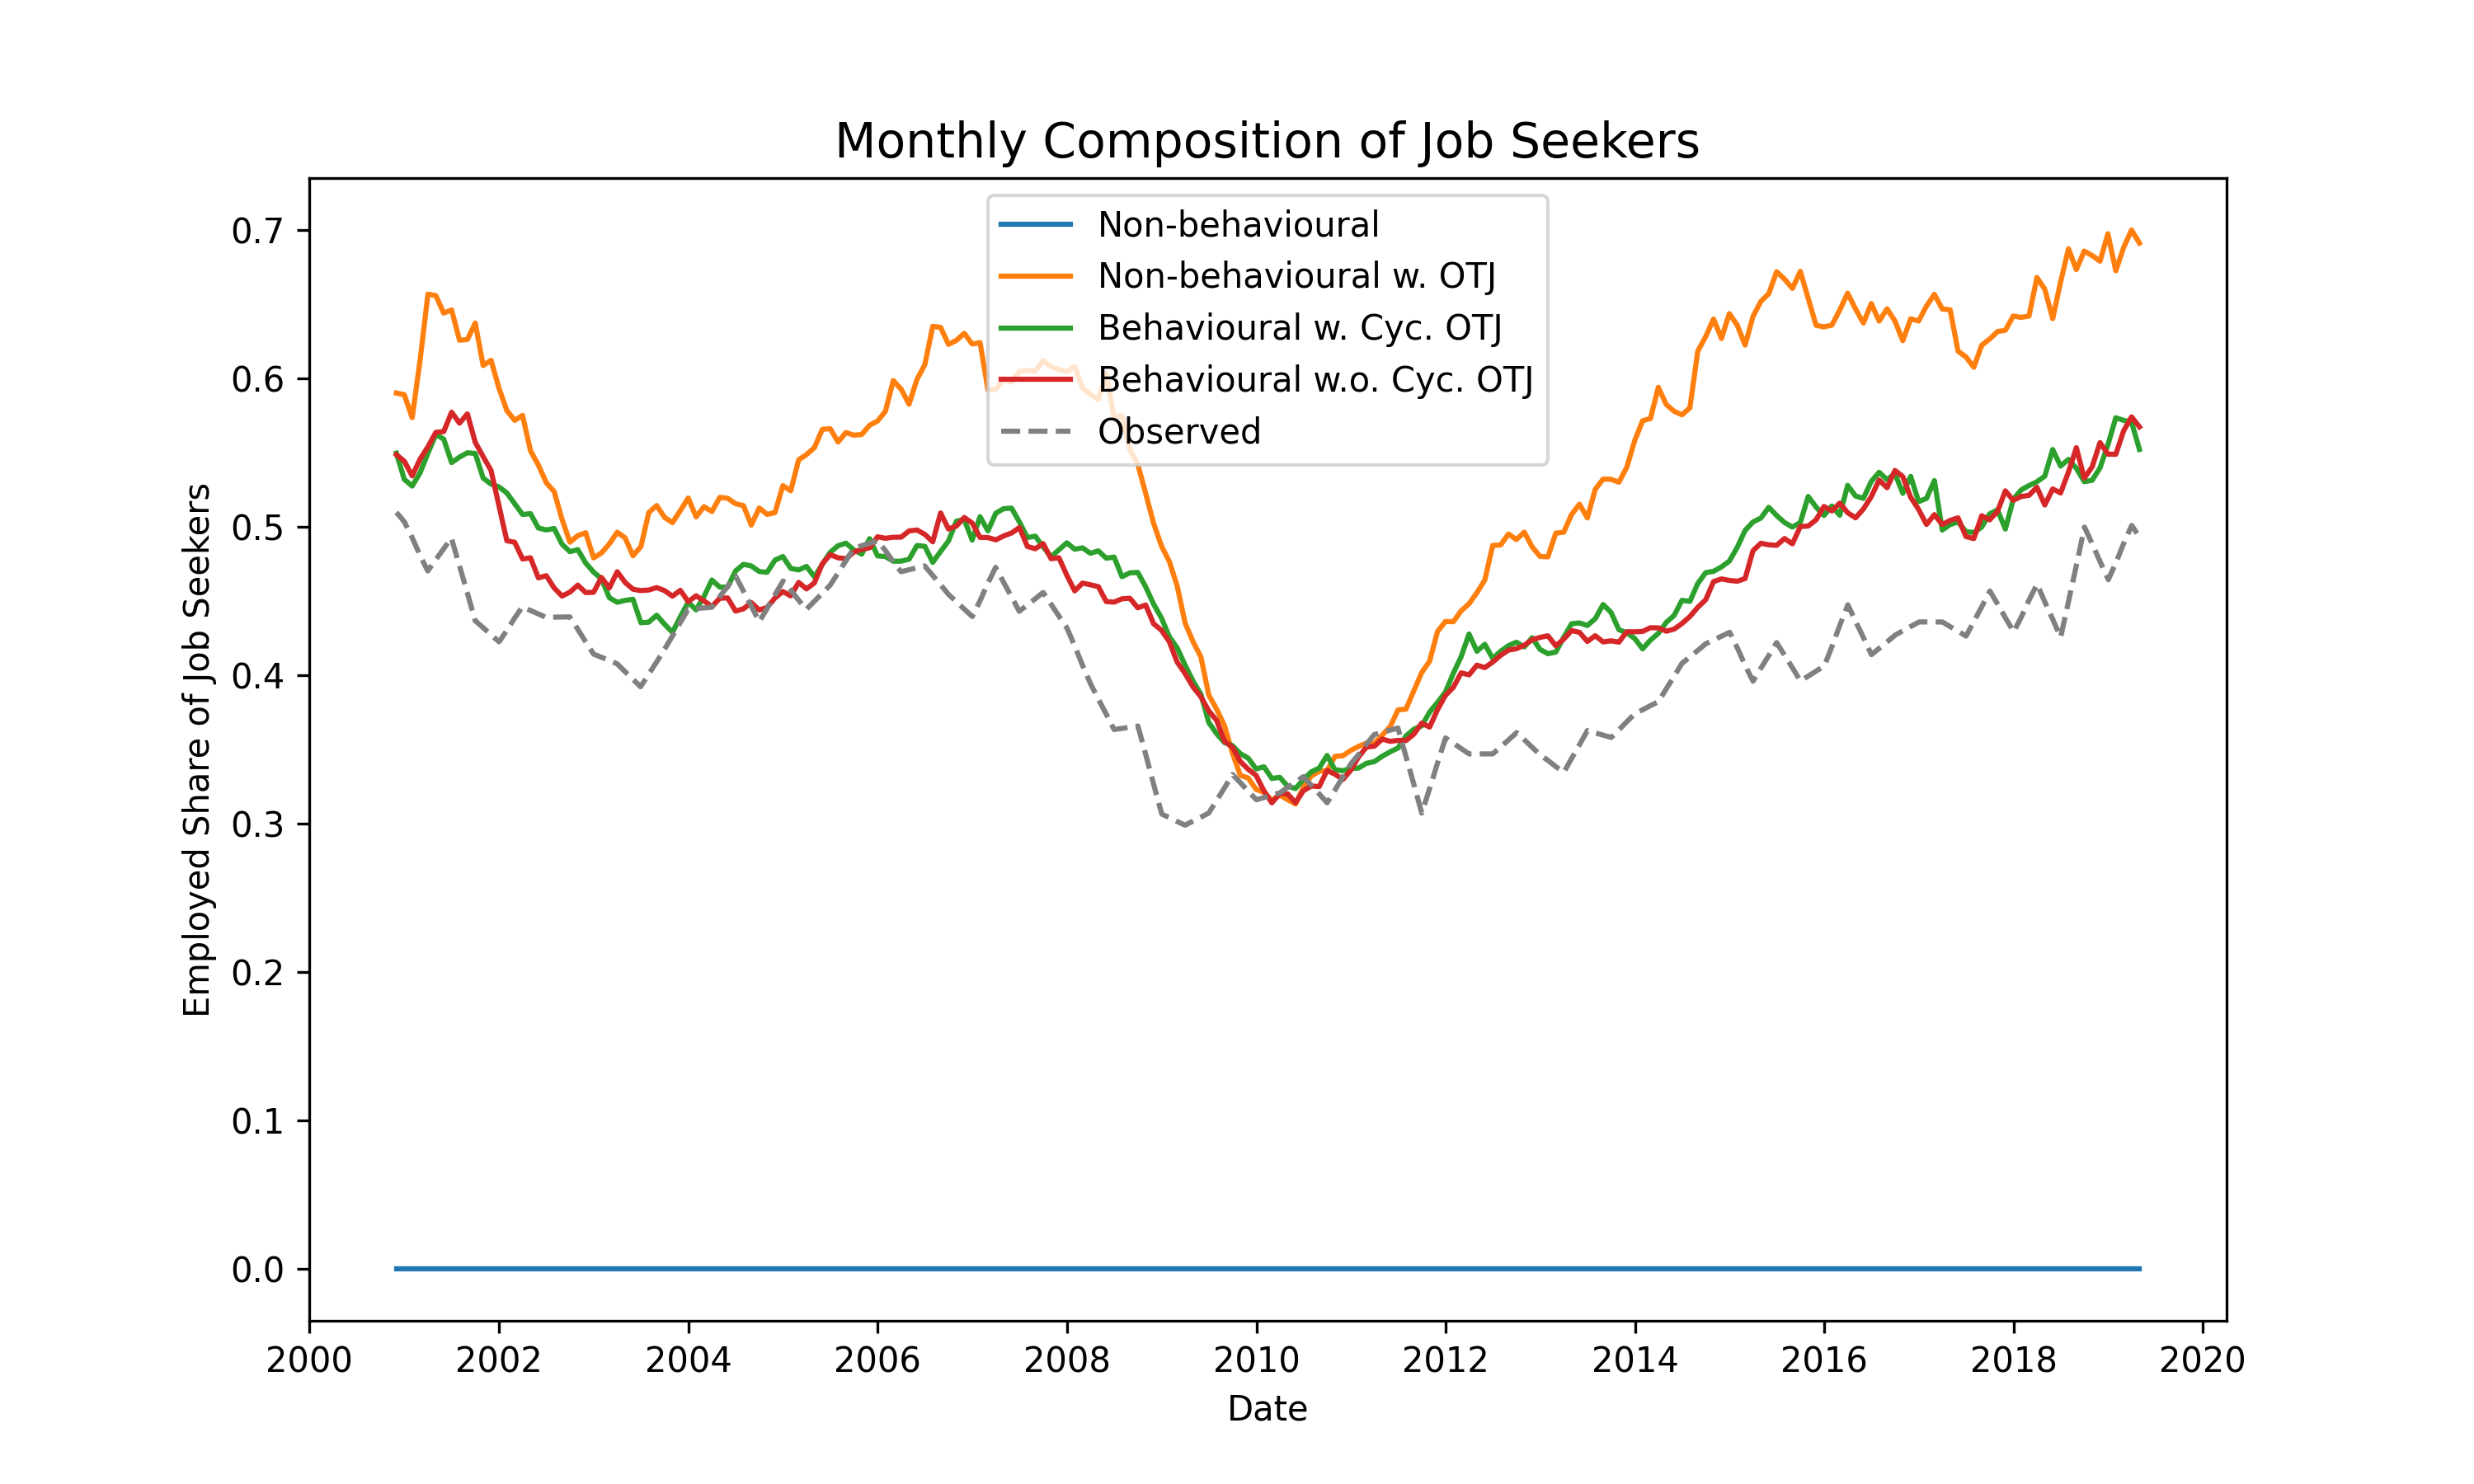 Monthly Composition of Job Seekers
Non-behavioural
Non-behavioural w. OTJ
Behavioural w. Cyc. OTJ
Behavioural w.o. Cyc. OTJ
Observed
Employed Share of Job Seekers
0.7
0.6
0.5
0.4
0.3
0.2
0.1
0.0
2000 2002 2004 2006 2008 2010 2012 2014 2016 2018 2020
Date